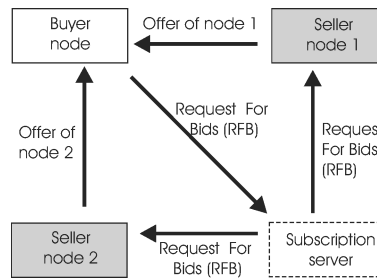 Buyer
node
Offer of node 1
Seller
node 1
Offer of
node 2
Request For
Bids (RFB)
Reques
For Bids
(RFB)
Seller
node 2
Request For
Bids (RFB)
Subscription
server